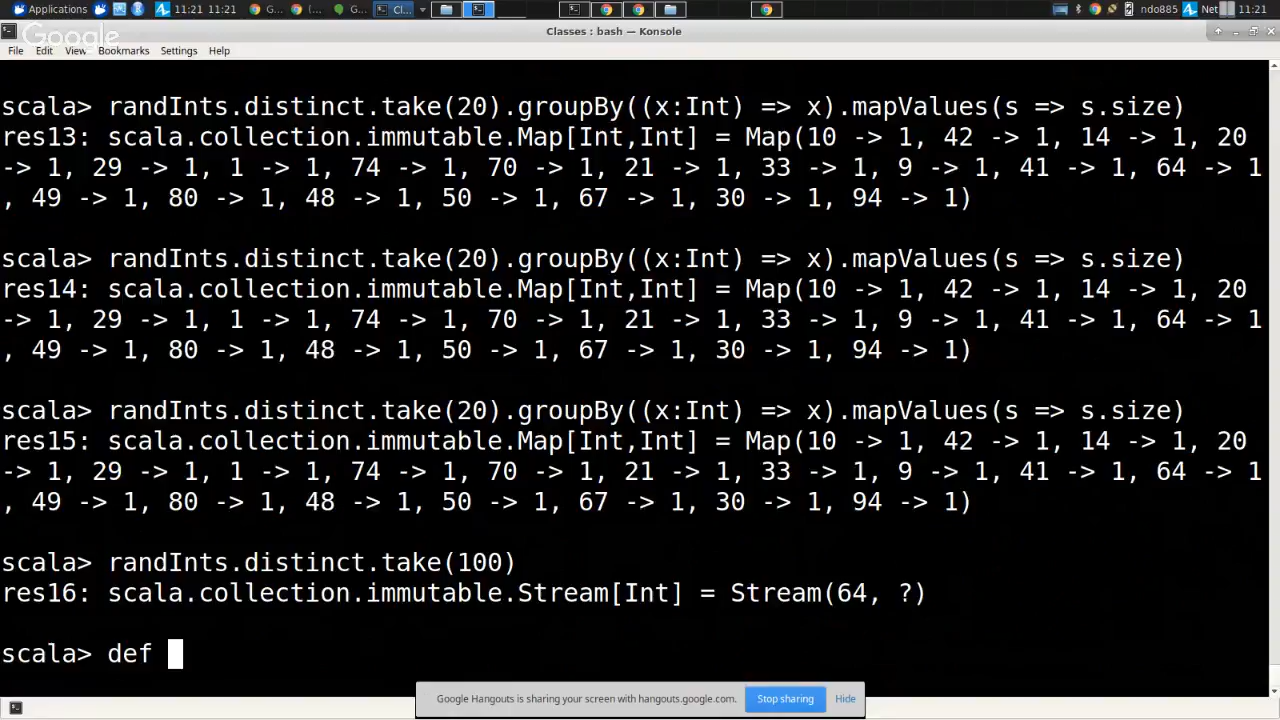 Applications 11:21 11:21 G... (... G... Cl... ndo885 Net 11:21
Google
Classes : bash — Konsole
File Edit View Bookmarks Settings Help
scala> randInts.distinct.take(20).groupBy((x:Int) => x).mapValues(s => s.size)
res13: scala.collection.immutable.Map[Int,Int] = Map(10 -> 1, 42 -> 1, 14 -> 1, 20
-> 1, 29 -> 1, 1 -> 1, 74 -> 1, 70 -> 1, 21 -> 1, 33 -> 1, 9 -> 1, 41 -> 1, 64 -> 1
, 49 -> 1, 80 -> 1, 48 -> 1, 50 -> 1, 67 -> 1, 30 -> 1, 94 -> 1)
scala> randInts.distinct.take(20).groupBy((x:Int) => x).mapValues(s => s.size)
res14: scala.collection.immutable.Map[Int,Int] = Map(10 -> 1, 42 -> 1, 14 -> 1, 20
-> 1, 29 -> 1, 1 -> 1, 74 -> 1, 70 -> 1, 21 -> 1, 33 -> 1, 9 -> 1, 41 -> 1, 64 -> 1
, 49 -> 1, 80 -> 1, 48 -> 1, 50 -> 1, 67 -> 1, 30 -> 1, 94 -> 1)
scala> randInts.distinct.take(20).groupBy((x:Int) => x).mapValues(s => s.size)
res15: scala.collection.immutable.Map[Int,Int] = Map(10 -> 1, 42 -> 1, 14 -> 1, 20
-> 1, 29 -> 1, 1 -> 1, 74 -> 1, 70 -> 1, 21 -> 1, 33 -> 1, 9 -> 1, 41 -> 1, 64 -> 1
, 49 -> 1, 80 -> 1, 48 -> 1, 50 -> 1, 67 -> 1, 30 -> 1, 94 -> 1)
scala> randInts.distinct.take(100)
res16: scala.collection.immutable.Stream[Int] = Stream(64, ?)
scala> def
Google Hangouts is sharing your screen with hangouts.google.com. Stop sharing Hide